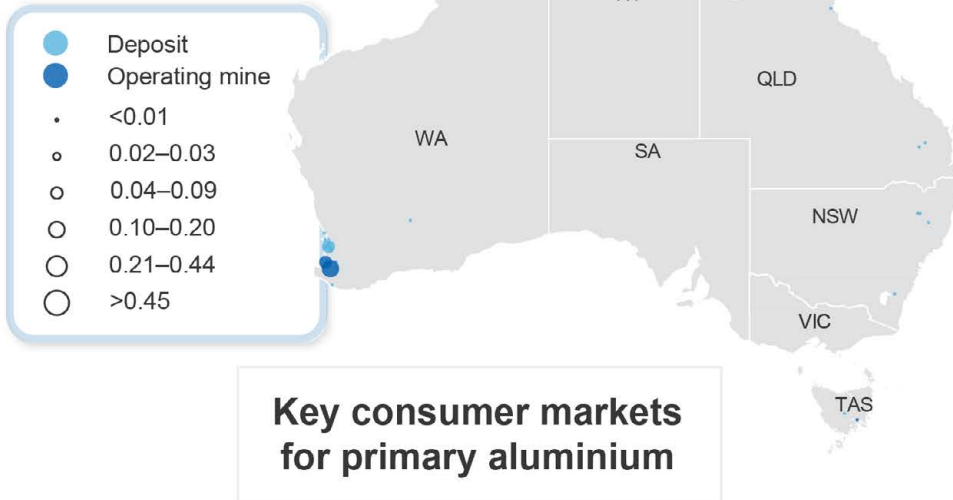 Deposit
Operating mine
<0.01
0.02–0.03
0.04–0.09
0.10–0.20
0.21–0.44
>0.45
WA
SA
QLD
NSW
VIC
TAS
Key consumer markets
for primary aluminium